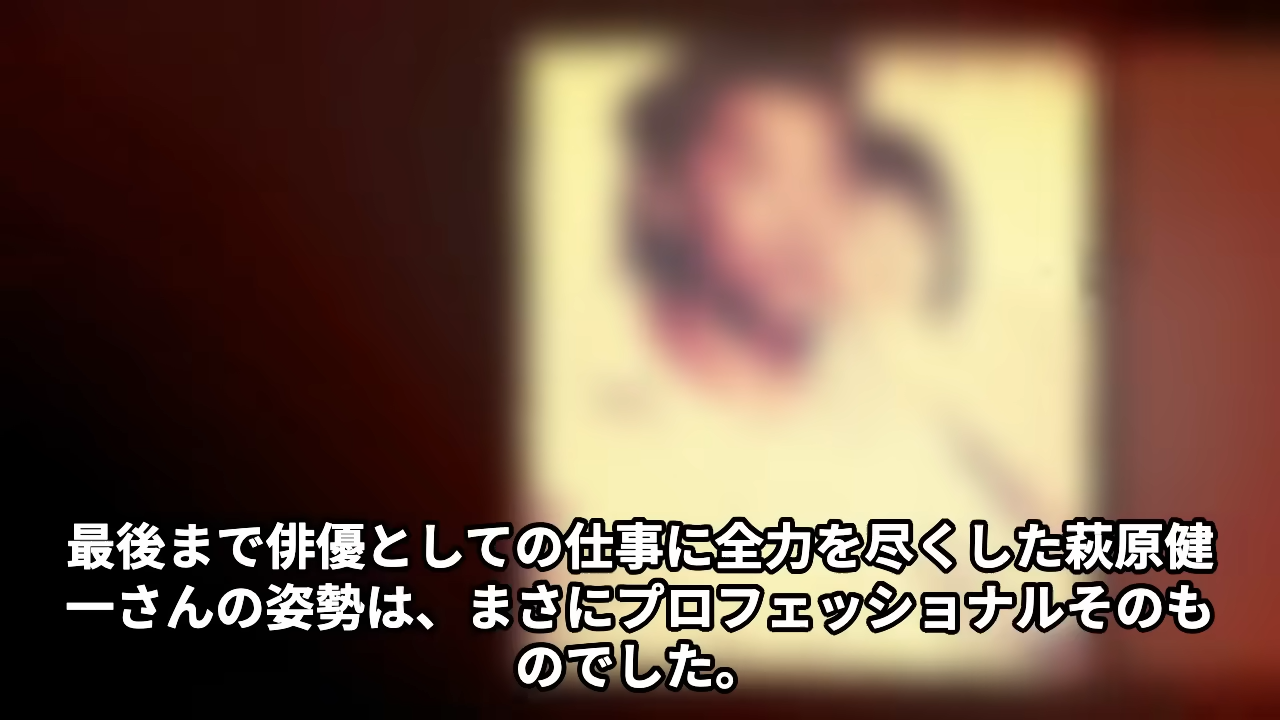 最後まで俳優としての仕事に全力を尽くした萩原健
一さんの姿勢は、まさにプロフェッショナルそのも
のでした。